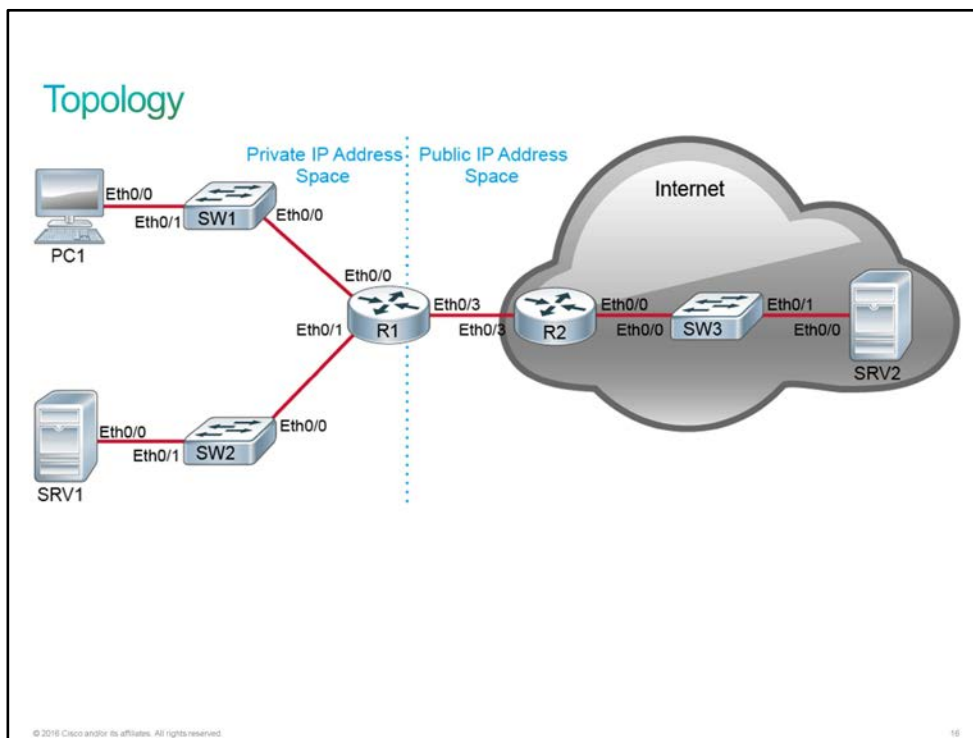 Topology
Private IP Address
Space
Public IP Address
Space
Internet
Eth0/0
Eth0/1
SW1
Eth0/0
PC1
Eth0/0
Eth0/1
R1
Eth0/3
Eth0/3
R2
Eth0/0
Eth0/0
SW3
Eth0/1
Eth0/0
SRV2
Eth0/0
Eth0/1
SW2
Eth0/0
SRV1
© 2016 Cisco and/or its affiliates. All rights reserved.
16